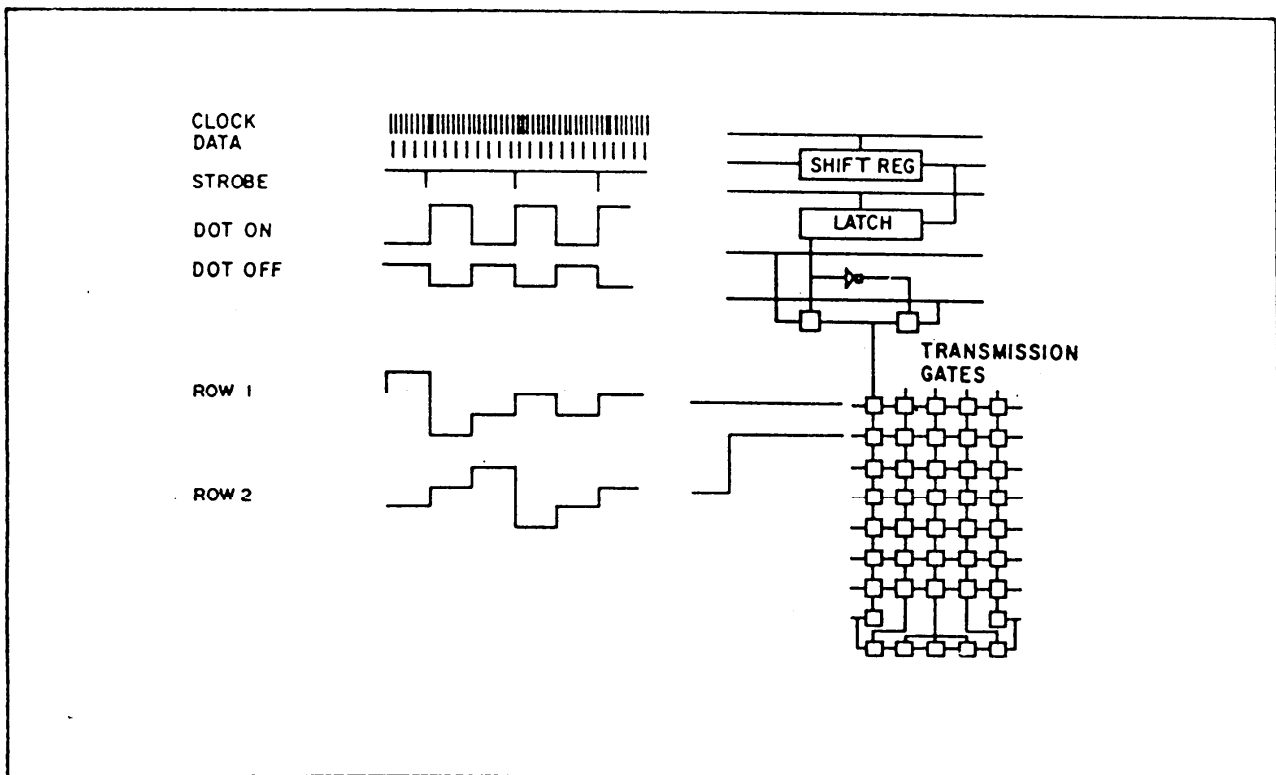 CLOCK
DATA
STROBE
DOT ON
DOT OFF
ROW 1
ROW 2
SHIFT REG
LATCH
TRANSMISSION
GATES